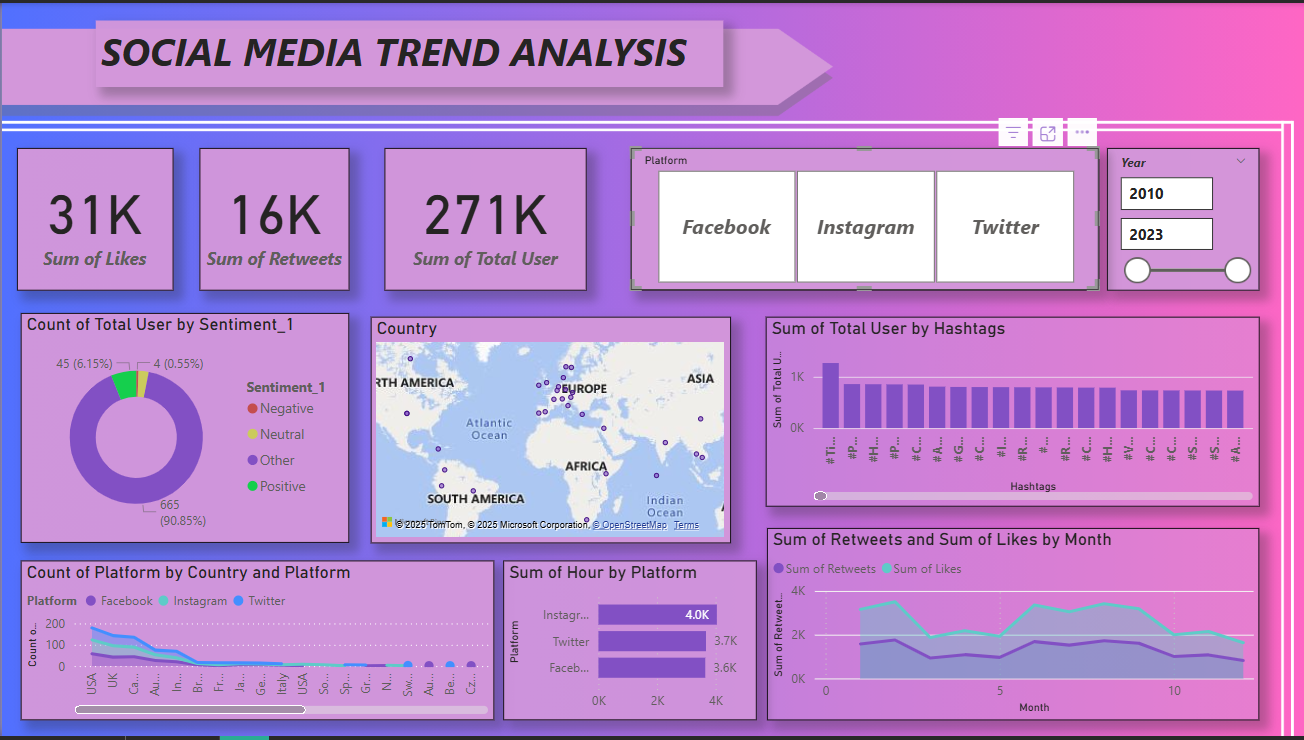 SOCIAL MEDIA TREND ANALYSIS
31K
Sum of Likes
16K
Sum of Retweets
271K
Sum of Total User
Platform
Facebook
Instagram
Twitter
Year
2010
2023
Count of Total User by Sentiment_1
45 (6.15%)
4 (0.55%)
665
(90.85%)
Sentiment_1
Negative
Neutral
Other
Positive
Country
RTH AMERICA
EUROPE
ASIA
Atlantic
Ocean
AFRICA
SOUTH AMERICA
Indian
Ocean
© 2025 TomTom, © 2025 Microsoft Corporation, © OpenStreetMap Terms
Sum of Total User by Hashtags
Sum of Total U...
1K
0K
#Ti...
#P...
#H...
#P...
#C...
#A...
#G...
#C...
#I...
#R...
#...
#R...
#C...
#H...
#V...
#C...
#C...
#S...
#S...
#A...
Hashtags
Count of Platform by Country and Platform
Platform Facebook Instagram Twitter
Count o...
200
100
0
USA
UK
Ca...
Au...
In...
Br...
Fr...
Ja...
Ge...
Italy
USA
So...
Sp...
Gr...
N...
Sw...
Au...
Be...
Cz...
Sum of Hour by Platform
Platform
Instagr...
4.0K
Twitter
3.7K
Faceb...
3.6K
0K 2K 4K
Sum of Retweets and Sum of Likes by Month
Sum of Retweets Sum of Likes
Sum of Retweet...
4K
2K
0K
0 5 10
Month